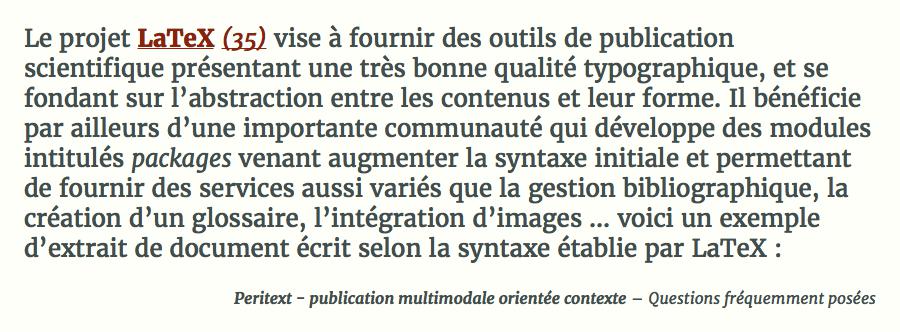 Le projet LaTeX (35) vise à fournir des outils de publication
scientifique présentant une très bonne qualité typographique, et se
fondant sur l’abstraction entre les contenus et leur forme. Il bénéficie
par ailleurs d’une importante communauté qui développe des modules
intitulés packages venant augmenter la syntaxe initiale et permettant
de fournir des services aussi variés que la gestion bibliographique, la
création d’un glossaire, l’intégration d’images ... voici un exemple
d’extrait de document écrit selon la syntaxe établie par LaTeX :
Peritext - publication multimodale orientée contexte – Questions fréquemment posées